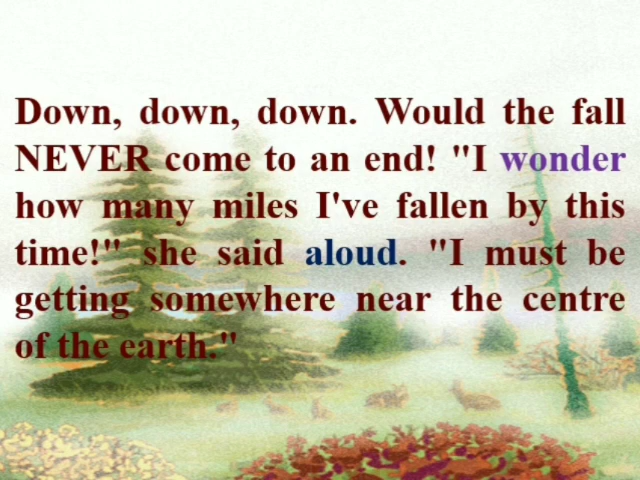 Down, down, down. Would the fall
NEVER come to an end! "I wonder
how many miles I've fallen by this
time!" she said aloud. "I must be
getting somewhere near the centre
of the earth."